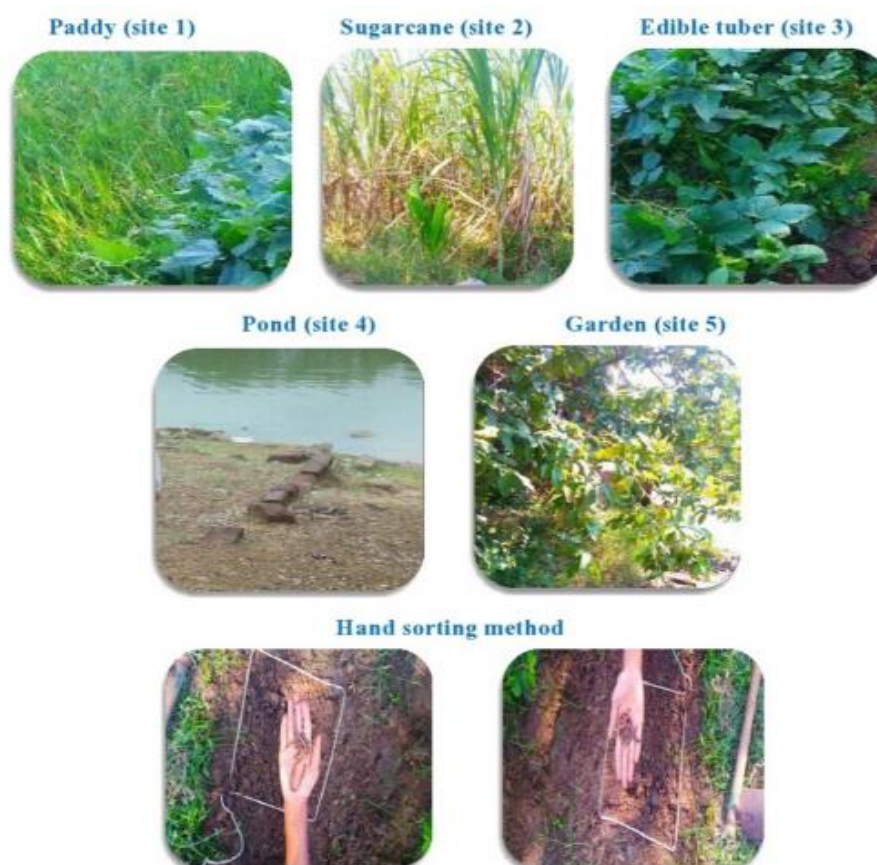 Paddy (site 1)
Sugarcane (site 2)
Edible tuber (site 3)
Pond (site 4)
Garden (site 5)
Hand sorting method